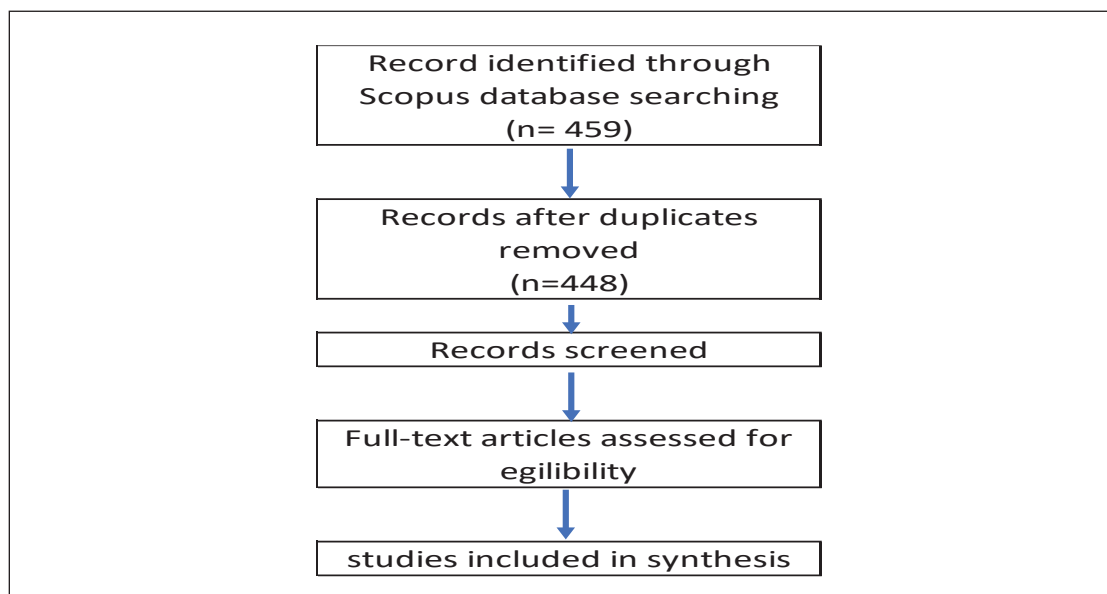 Record identified through
Scopus database searching
(n= 459)
Records after duplicates
removed
(n=448)
Records screened
Full-text articles assessed for
egilibility
studies included in synthesis